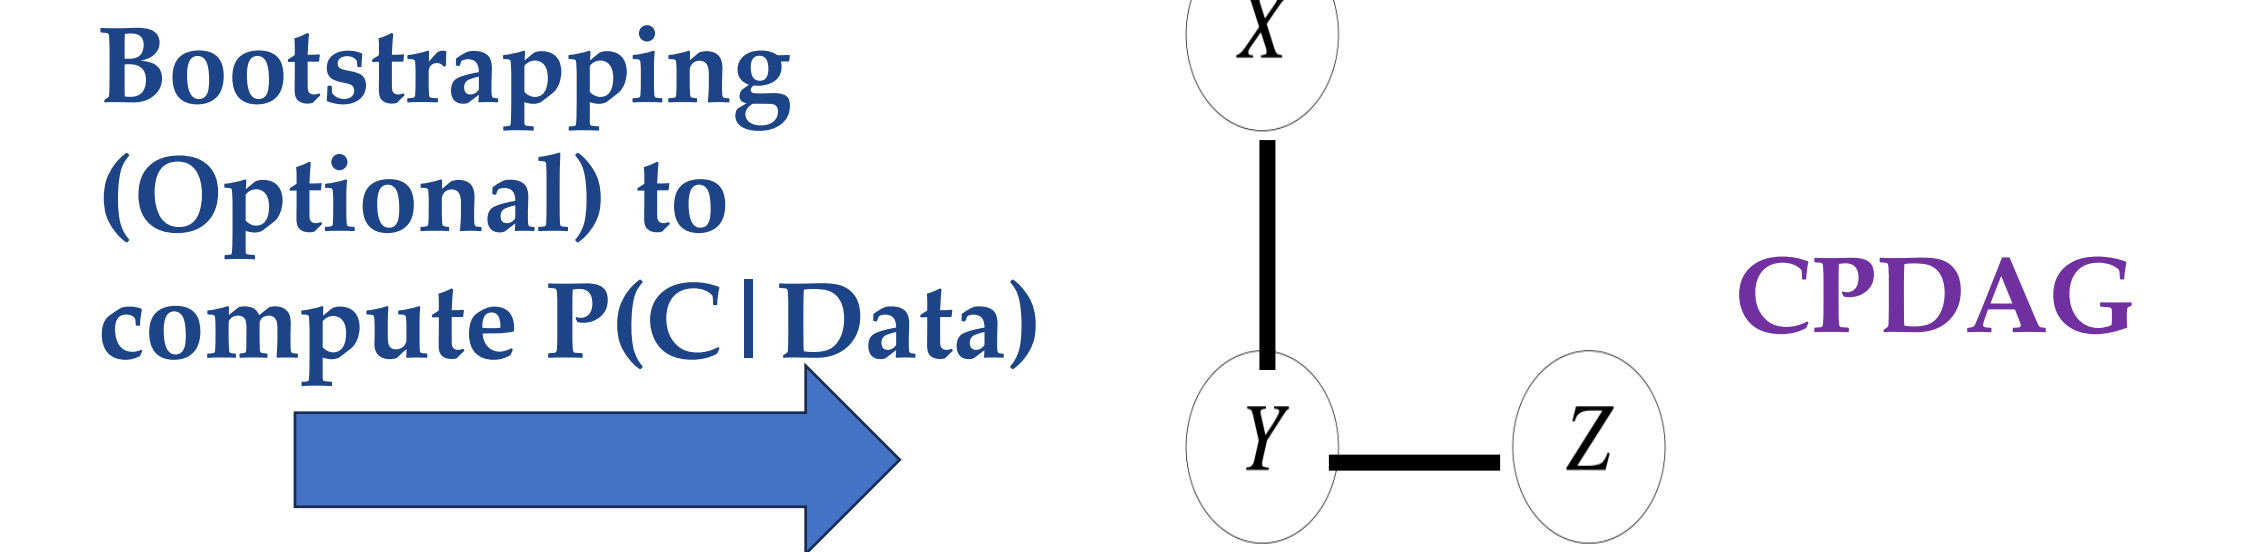 Bootstrapping
(Optional) to
compute P(C|Data)
X
CPDAG
Y
Z